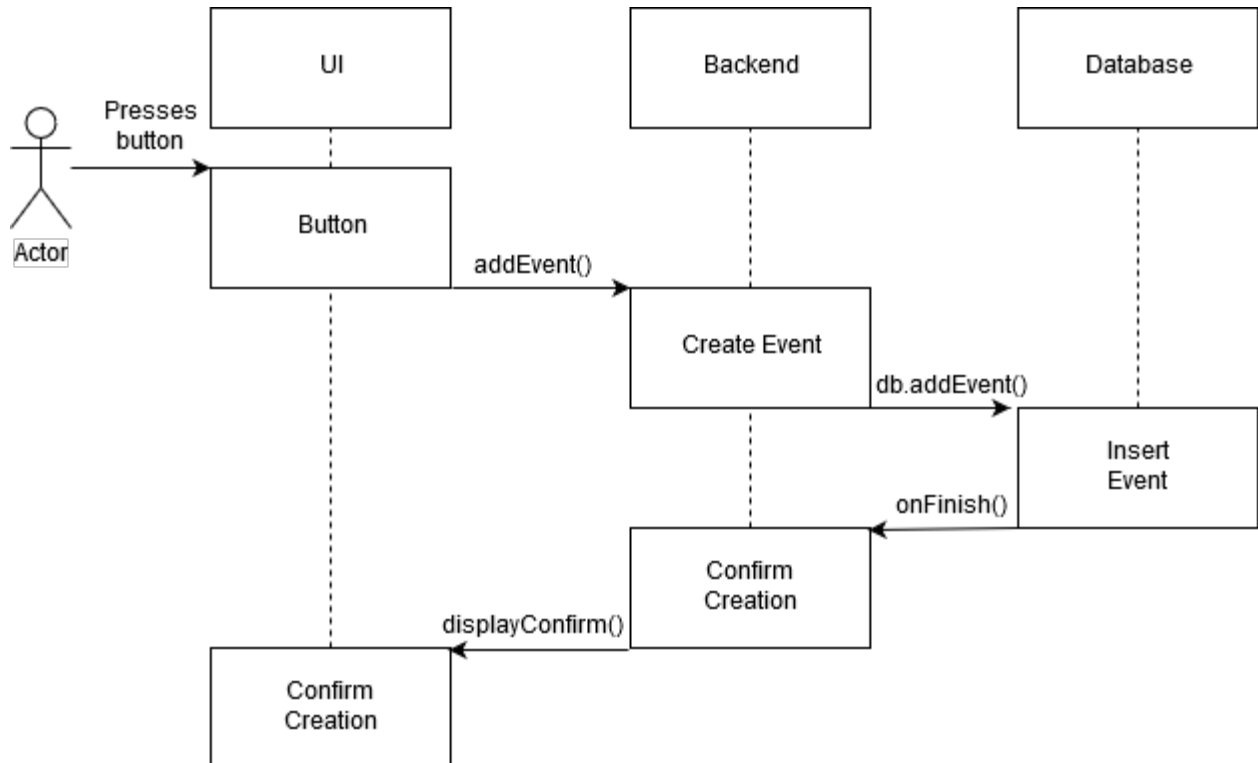 UI
Backend
Database
Presses
button
Actor
Button
addEvent()
Create Event
db.addEvent()
Insert
Event
onFinish()
Confirm
Creation
displayConfirm()
Confirm
Creation